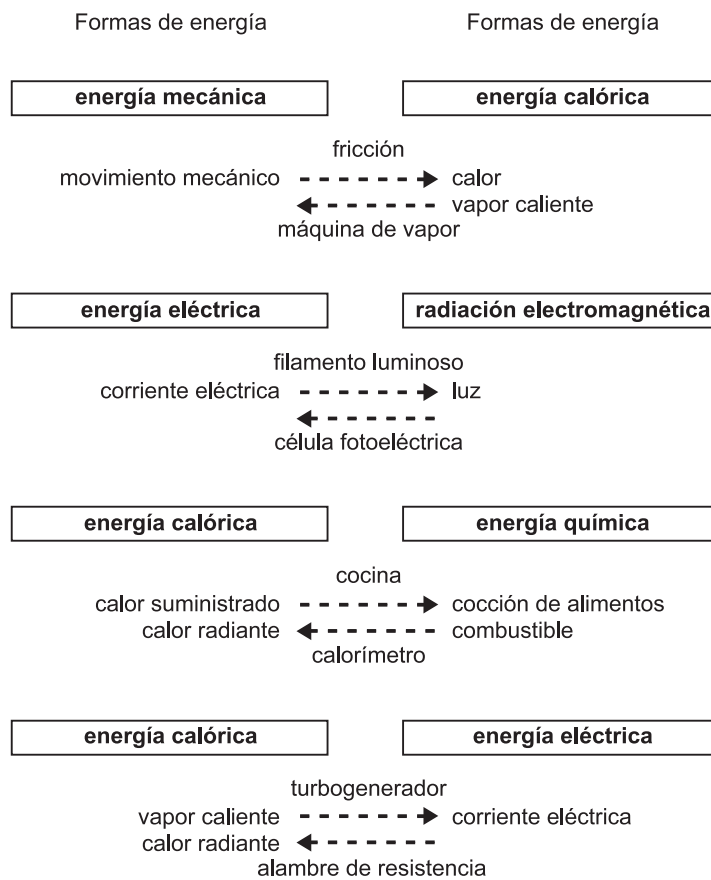 Formas de energía Formas de energía
energía mecánica energía calórica
fricción
movimiento mecánico calor
vapor caliente
máquina de vapor
energía eléctrica radiación electromagnética
filamento luminoso
corriente eléctrica luz
célula fotoeléctrica
energía calórica energía química
cocina
calor suministrado cocción de alimentos
calor radiante combustible
calorímetro
energía calórica energía eléctrica
turbogenerador
vapor caliente corriente eléctrica
calor radiante
alambre de resistencia